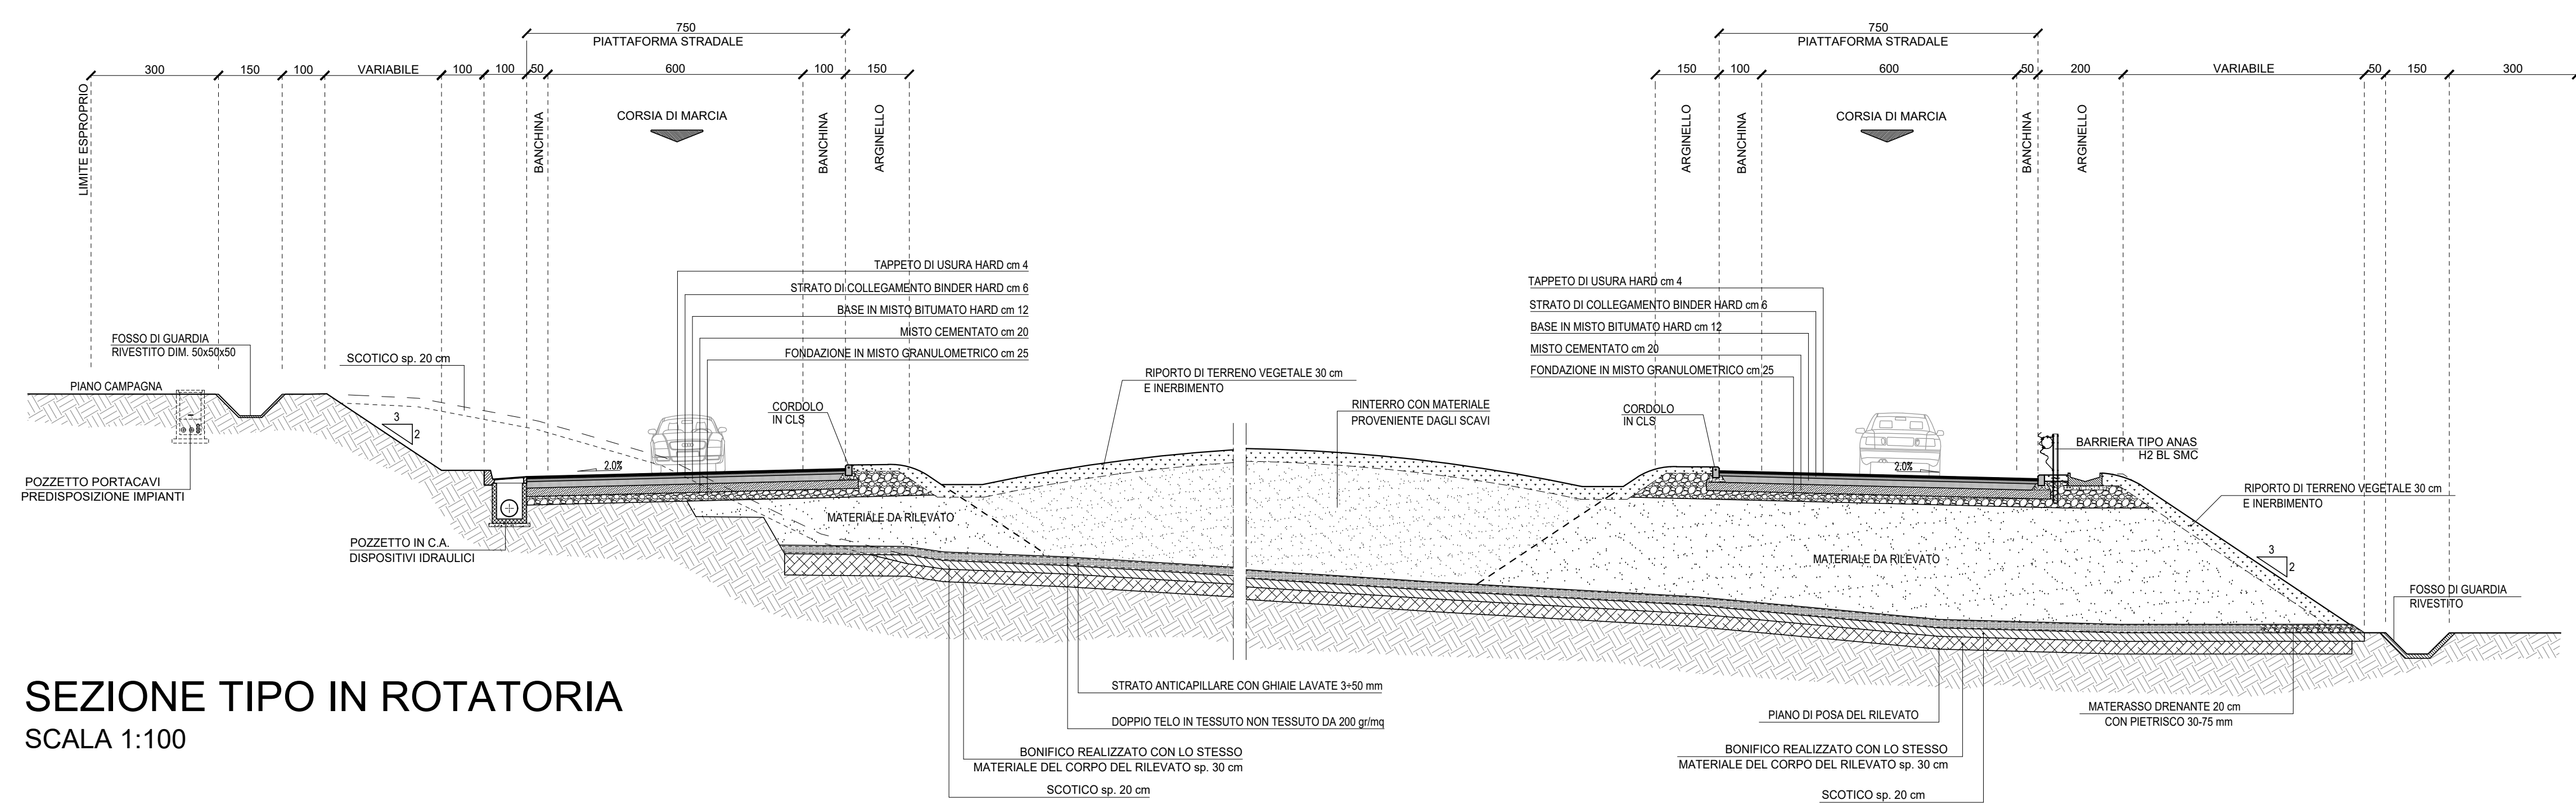 750
PIATTAFORMA STRADALE
750
PIATTAFORMA STRADALE
300 150 100 VARIABILE 100 100 50 600 100 150
150 100 600 50 200 VARIABILE 50 150 300
LIMITE ESPROPRIO
BANCHINA
CORSIA DI MARCIA
BANCHINA
ARGINELLO
ARGINELLO
BANCHINA
CORSIA DI MARCIA
BANCHINA
ARGINELLO
TAPPETO DI USURA HARD cm 4
STRATO DI COLLEGAMENTO BINDER HARD cm 6
BASE IN MISTO BITUMATO HARD cm 12
MISTO CEMENTATO cm 20
FONDAZIONE IN MISTO GRANULOMETRICO cm 25
TAPPETO DI USURA HARD cm 4
STRATO DI COLLEGAMENTO BINDER HARD cm 6
BASE IN MISTO BITUMATO HARD cm 12
MISTO CEMENTATO cm 20
FONDAZIONE IN MISTO GRANULOMETRICO cm 25
FOSSO DI GUARDIA
RIVESTITO DIM. 50x50x50
SCOTICO sp. 20 cm
PIANO CAMPAGNA
3
2
CORDOLO
IN CLS
RIPORTO DI TERRENO VEGETALE 30 cm
E INERBIMENTO
RINTERRO CON MATERIALE
PROVENIENTE DAGLI SCAVI
CORDOLO
IN CLS
BARRIERA TIPO ANAS
H2 BL SMC
2.0%
2.0%
POZZETTO PORTACAVI
PREDISPOSIZIONE IMPIANTI
RIPORTO DI TERRENO VEGETALE 30 cm
E INERBIMENTO
MATERIALE DA RILEVATO
POZZETTO IN C.A.
DISPOSITIVI IDRAULICI
MATERIALE DA RILEVATO
3
2
FOSSO DI GUARDIA
RIVESTITO
SEZIONE TIPO IN ROTATORIA
SCALA 1:100
STRATO ANTICAPILLARE CON GHIAIE LAVATE 3÷50 mm
DOPPIO TELO IN TESSUTO NON TESSUTO DA 200 gr/mq
BONIFICO REALIZZATO CON LO STESSO
MATERIALE DEL CORPO DEL RILEVATO sp. 30 cm
SCOTICO sp. 20 cm
PIANO DI POSA DEL RILEVATO
MATERASSO DRENANTE 20 cm
CON PIETRISCO 30-75 mm
BONIFICO REALIZZATO CON LO STESSO
MATERIALE DEL CORPO DEL RILEVATO sp. 30 cm
SCOTICO sp. 20 cm